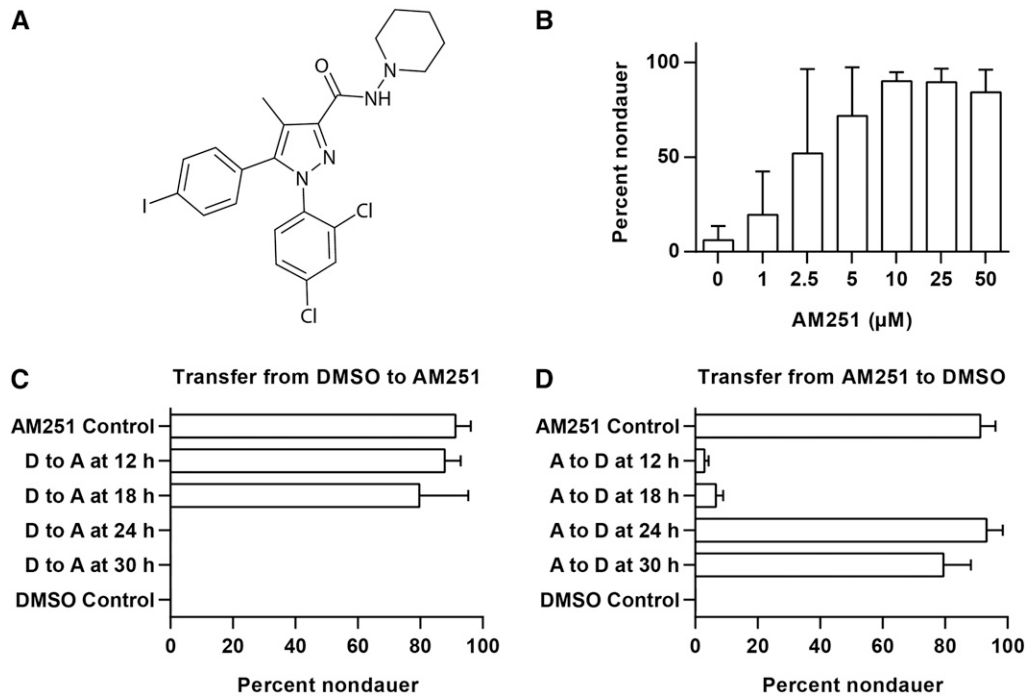 A
O
N
NH
N
N
I
Cl
Cl
B
Percent nondauer
100
50
0
0 1 2.5 5 10 25 50
AM251 (µM)
C
Transfer from DMSO to AM251
AM251 Control
D to A at 12 h
D to A at 18 h
D to A at 24 h
D to A at 30 h
DMSO Control
0 20 40 60 80 100
Percent nondauer
D
Transfer from AM251 to DMSO
AM251 Control
A to D at 12 h
A to D at 18 h
A to D at 24 h
A to D at 30 h
DMSO Control
0 20 40 60 80 100
Percent nondauer